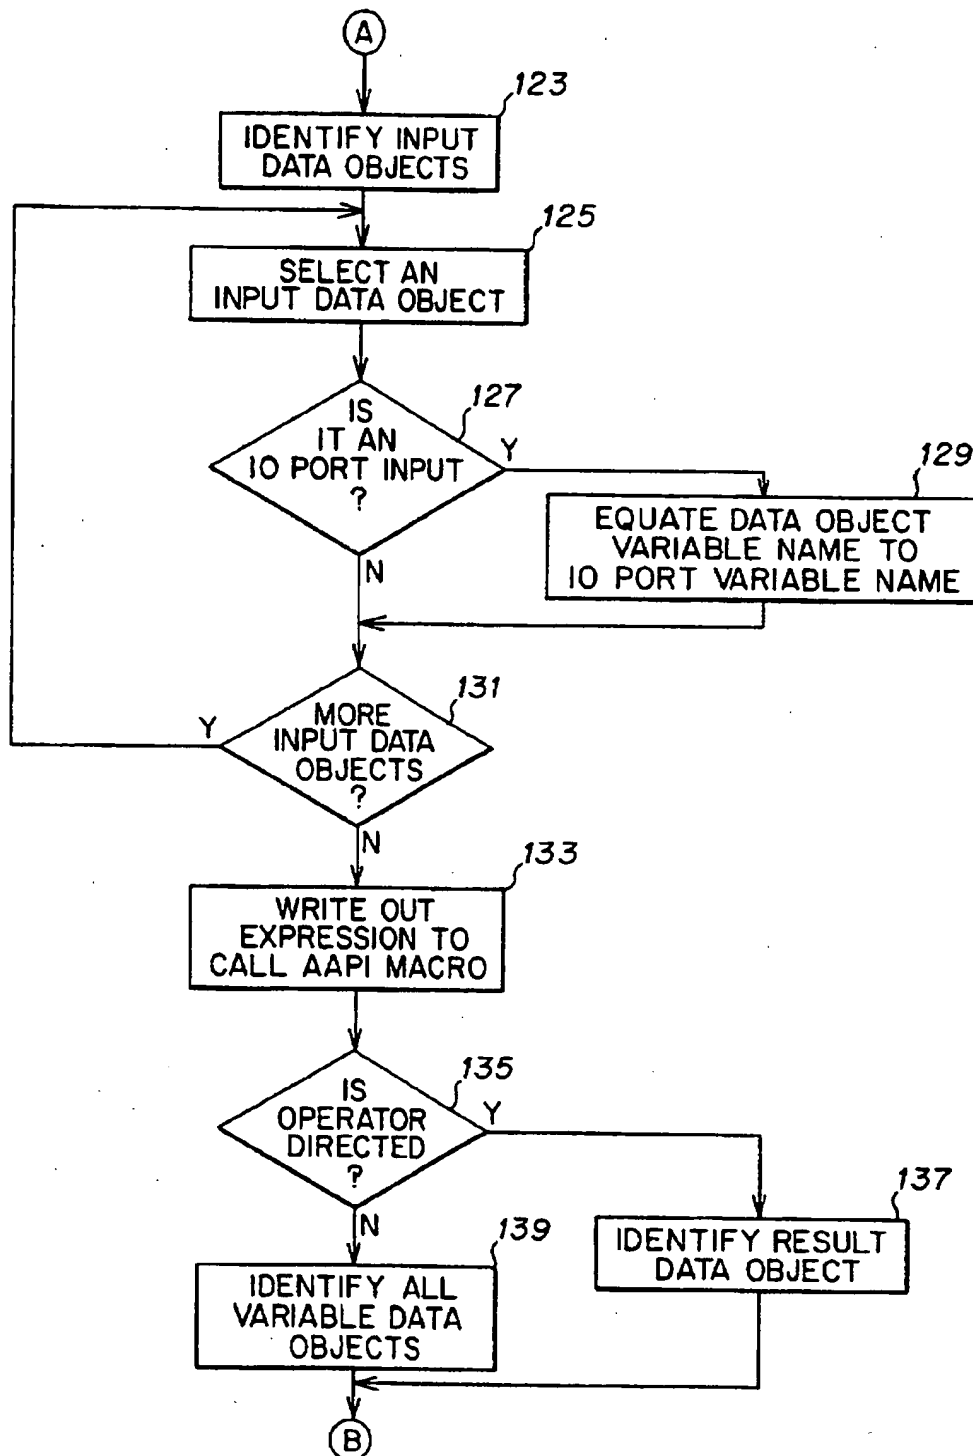 A
123
IDENTIFY INPUT
DATA OBJECTS
125
SELECT AN
INPUT DATA OBJECT
127
IS
IT AN
IO PORT INPUT
?
Y
N
129
EQUATE DATA OBJECT
VARIABLE NAME TO
IO PORT VARIABLE NAME
131
MORE
INPUT DATA
OBJECTS
?
Y
N
133
WRITE OUT
EXPRESSION TO
CALL AAPI MACRO
135
IS
OPERATOR
DIRECTED
?
Y
N
137
IDENTIFY RESULT
DATA OBJECT
139
IDENTIFY ALL
VARIABLE DATA
OBJECTS
B